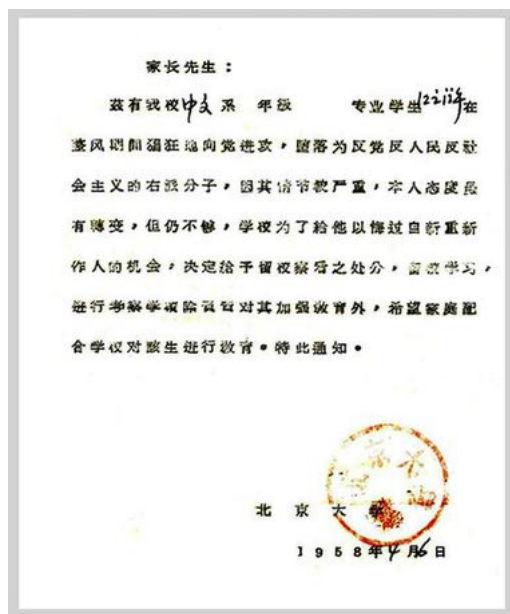 家长先生：
茲有我校中文系 年级 专业学生 在
整风期间猖狂地向党进攻，堕落为反党反人民反社
会主义的右派分子，因其情节较严重，本人态度虽
有转变，但仍不够，学校为了给他以悔过自新重新
作人的机会，决定给予留校察看之处分，留校学习，
进行考察学校除负责对其加强教育外，希望家庭配
合学校对该生进行教育。特此通知。
北京大学
1958年4月6日